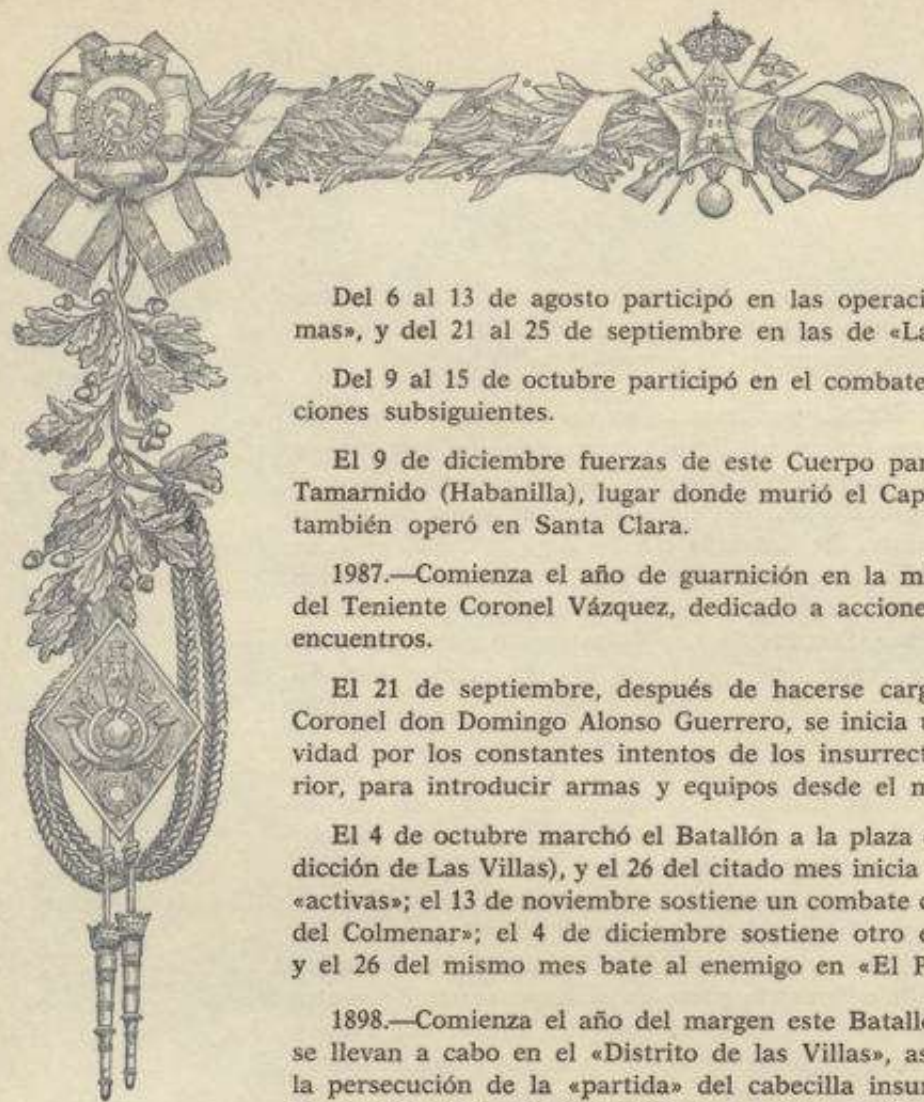 Del 6 al 13 de agosto participó en las operaci
mas», y del 21 al 25 de septiembre en las de «La
Del 9 al 15 de octubre participó en el combate
ciones subsiguientes.
El 9 de diciembre fuerzas de este Cuerpo par
Tamarnido (Habanilla), lugar donde murió el Cap
también operó en Santa Clara.
1987.—Comienza el año de guarnición en la m
del Teniente Coronel Vázquez, dedicado a accione
encuentros.
El 21 de septiembre, después de hacerse carg
Coronel don Domingo Alonso Guerrero, se inicia u
vidad por los constantes intentos de los insurrect
rior, para introducir armas y equipos desde el n
El 4 de octubre marchó el Batallón a la plaza
dicción de Las Villas), y el 26 del citado mes inicia
«activas»; el 13 de noviembre sostiene un combate e
del Colmenar»; el 4 de diciembre sostiene otro e
y el 26 del mismo mes bate al enemigo en «El P
1898.—Comienza el año del margen este Batall
se llevan a cabo en el «Distrito de las Villas», as
la persecución de la «partida» del cabecilla insu